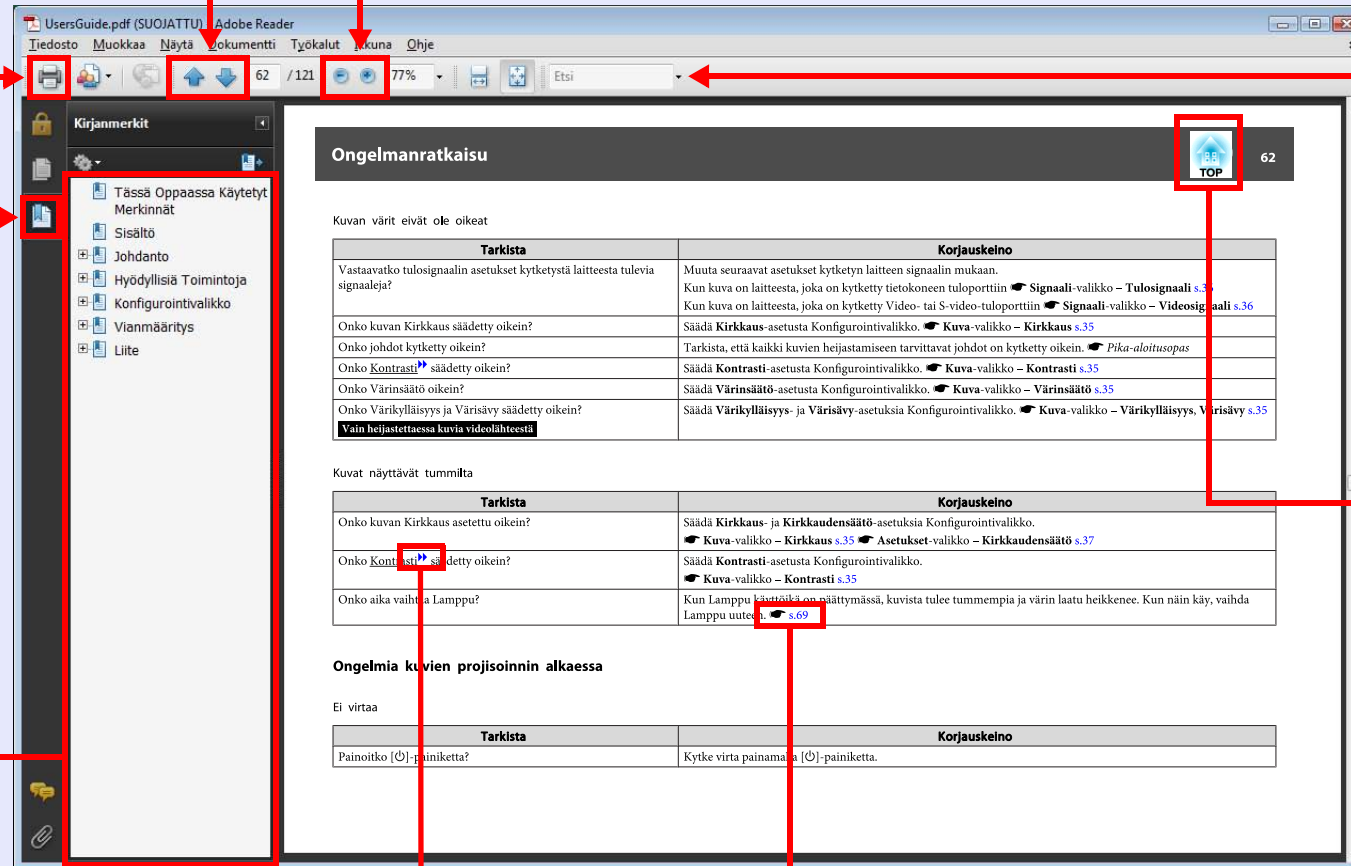 UsersGuide.pdf (SUOJATTU) Adobe Reader
Tiedosto Muokkaa Näytä Dokumentti Työkalut Ikkuna Ohje
62 / 121 77% Etsi
Kirjanmerkit
Tässä Oppaassa Käytetyt
Merkinnät
Sisältö
Johdanto
Hyödyllisiä Toimintoja
Konfigurointivalikko
Vianmääritys
Liite
Ongelmanratkaisu
TOP
62
Kuvan värit eivät ole oikeat
Tarkista Korjauskeino
Vastaavatko tulosignaalin asetukset kytketystä laitteesta tulevia
signaaleja?
Muuta seuraavat asetukset kytketyn laitteen signaalin mukaan.
Kun kuva on laitteesta, joka on kytketty tietokoneen tuloporttiin Signaali-valikko – Tulosignaali
Kun kuva on laitteesta, joka on kytketty Video- tai S-video-tuloporttiin Signaali-valikko – Videosignaali s.36
Onko kuvan Kirkkaus säädetty oikein? Säädä Kirkkaus-asetusta Konfigurointivalikko. Kuva-valikko – Kirkkaus s.35
Onko johdot kytketty oikein? Tarkista, että kaikki kuvien heijastamiseen tarvittavat johdot on kytketty oikein. Pika-aloitusopas
Onko Kontrasti säädetty oikein? Säädä Kontrasti-asetusta Konfigurointivalikko. Kuva-valikko – Kontrasti s.35
Onko Värinsäätö oikein? Säädä Värinsäätö-asetusta Konfigurointivalikko. Kuva-valikko – Värinsäätö s.35
Onko Värikylläisyys ja Värisävy säädetty oikein? Säädä Värikylläisyys- ja Värisävy-asetuksia Konfigurointivalikko. Kuva-valikko – Värikylläisyys, Värisävy s.35
Vain heijastettaessa kuvia videolähteestä
Kuvat näyttävät tummilta
Tarkista Korjauskeino
Onko kuvan Kirkkaus asetettu oikein? Säädä Kirkkaus- ja Kirkkaudensäätö-asetuksia Konfigurointivalikko.
Kuva-valikko – Kirkkaus s.35 Asetukset-valikko – Kirkkaudensäätö s.37
Onko Kontrasti säädetty oikein? Säädä Kontrasti-asetusta Konfigurointivalikko.
Kuva-valikko – Kontrasti s.35
Onko aika vaihtaa Lamppu? Kun Lamppu käyttöikä on päättymässä, kuvista tulee tummempia ja värin laatu heikkenee. Kun näin käy, vaihda
Lamppu uuteen. s.69
Ongelmia kuvien projisoinnin alkaessa
Ei virtaa
Tarkista Korjauskeino
Painoitko [⏻]-painiketta? Kytke virta painamalla [⏻]-painiketta.